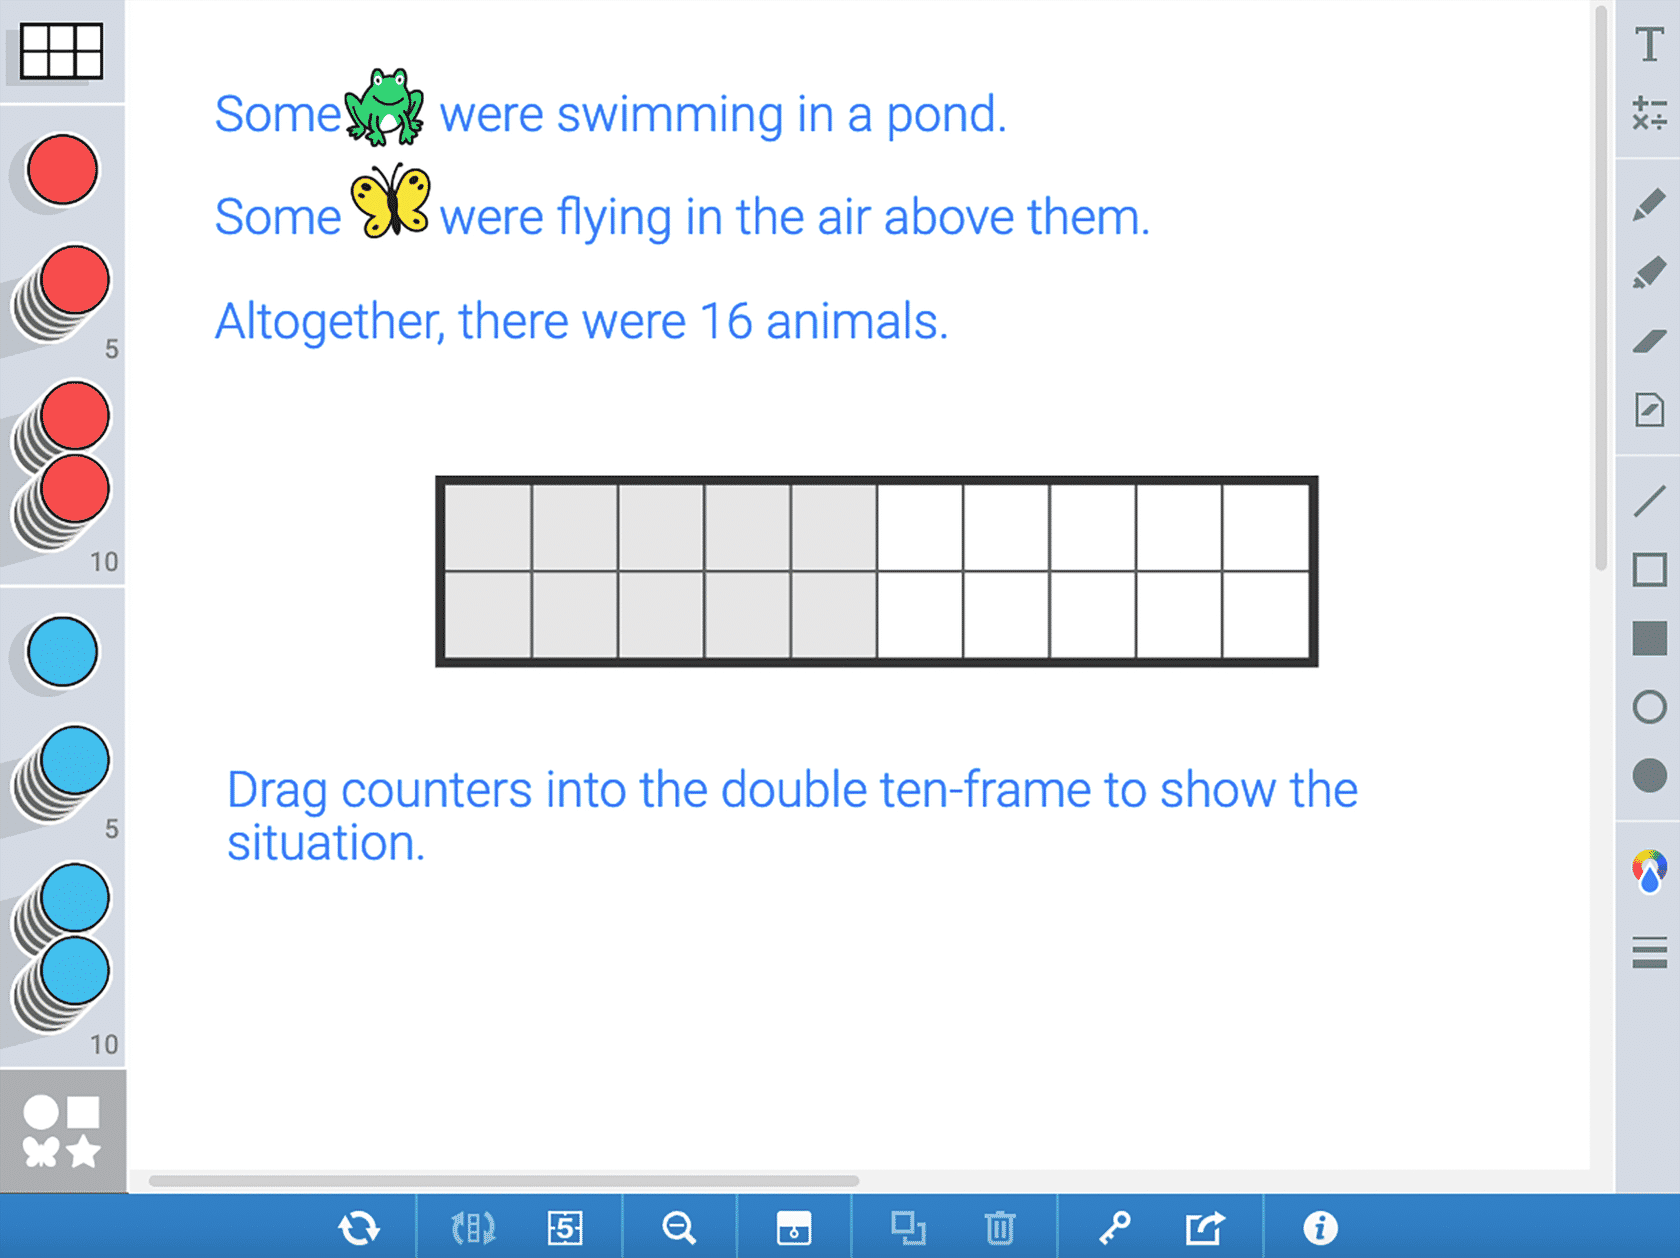 Some were swimming in a pond.
Some were flying in the air above them.
Altogether, there were 16 animals.
Drag counters into the double ten-frame to show the
situation.
5
10
5
10
T
5
i